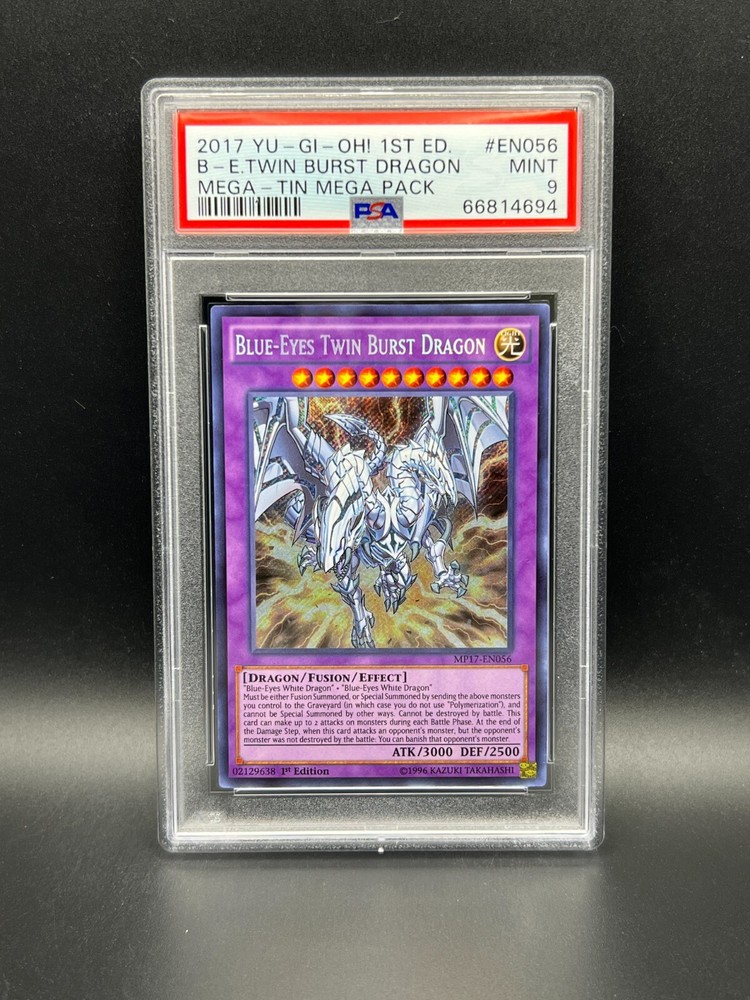 2017 YU-GI-OH! 1ST ED. #EN056
B-E.TWIN BURST DRAGON MINT
MEGA-TIN MEGA PACK 9
PSA 66814694
BLUE-EYES TWIN BURST DRAGON
LIGHT
光
MP17-EN056
[DRAGON/FUSION/EFFECT]
"Blue-Eyes White Dragon" + "Blue-Eyes White Dragon"
Must be either Fusion Summoned, or Special Summoned by sending the above monsters
you control to the Graveyard (in which case you do not use "Polymerization"), and
cannot be Special Summoned by other ways. Cannot be destroyed by battle. This
card can make up to 2 attacks on monsters during each Battle Phase. At the end of
the Damage Step, when this card attacked an opponent's monster, but the opponent's
monster was not destroyed by the battle: You can banish that opponent's monster.
ATK/3000 DEF/2500
02129638 1st Edition ©1996 KAZUKI TAKAHASHI